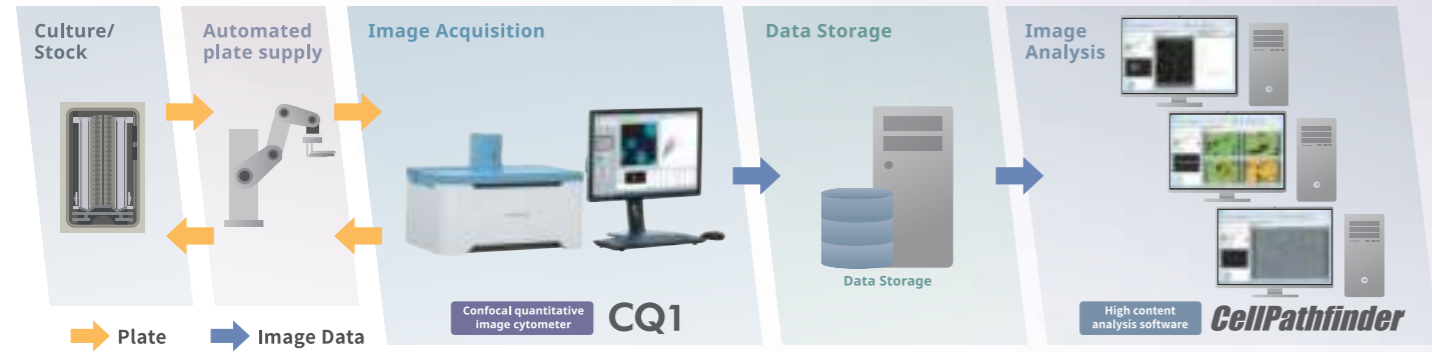 Culture/
Stock
Automated
plate supply
Image Acquisition
Data Storage
Image
Analysis
Data Storage
Confocal quantitative
image cytometer
CQ1
High content
analysis software
CellPathfinder
Plate
Image Data